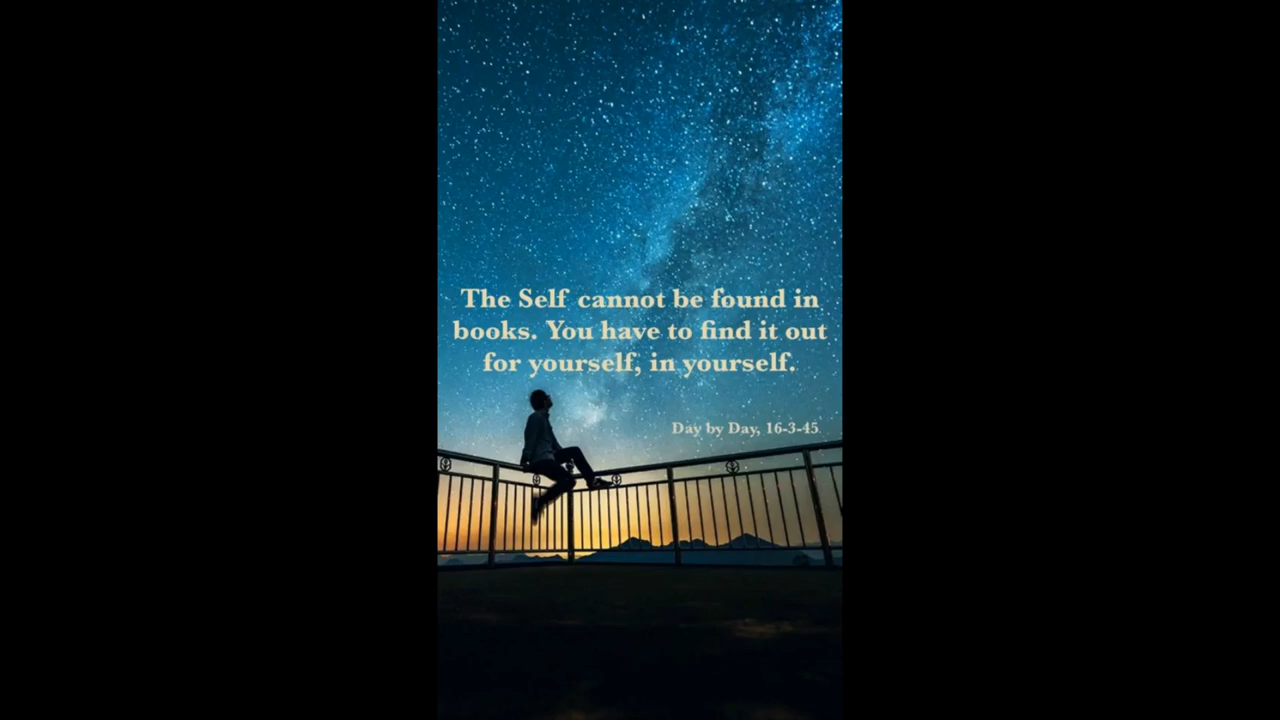 The Self cannot be found in
books. You have to find it out
for yourself, in yourself.
Day by Day, 16-3-45